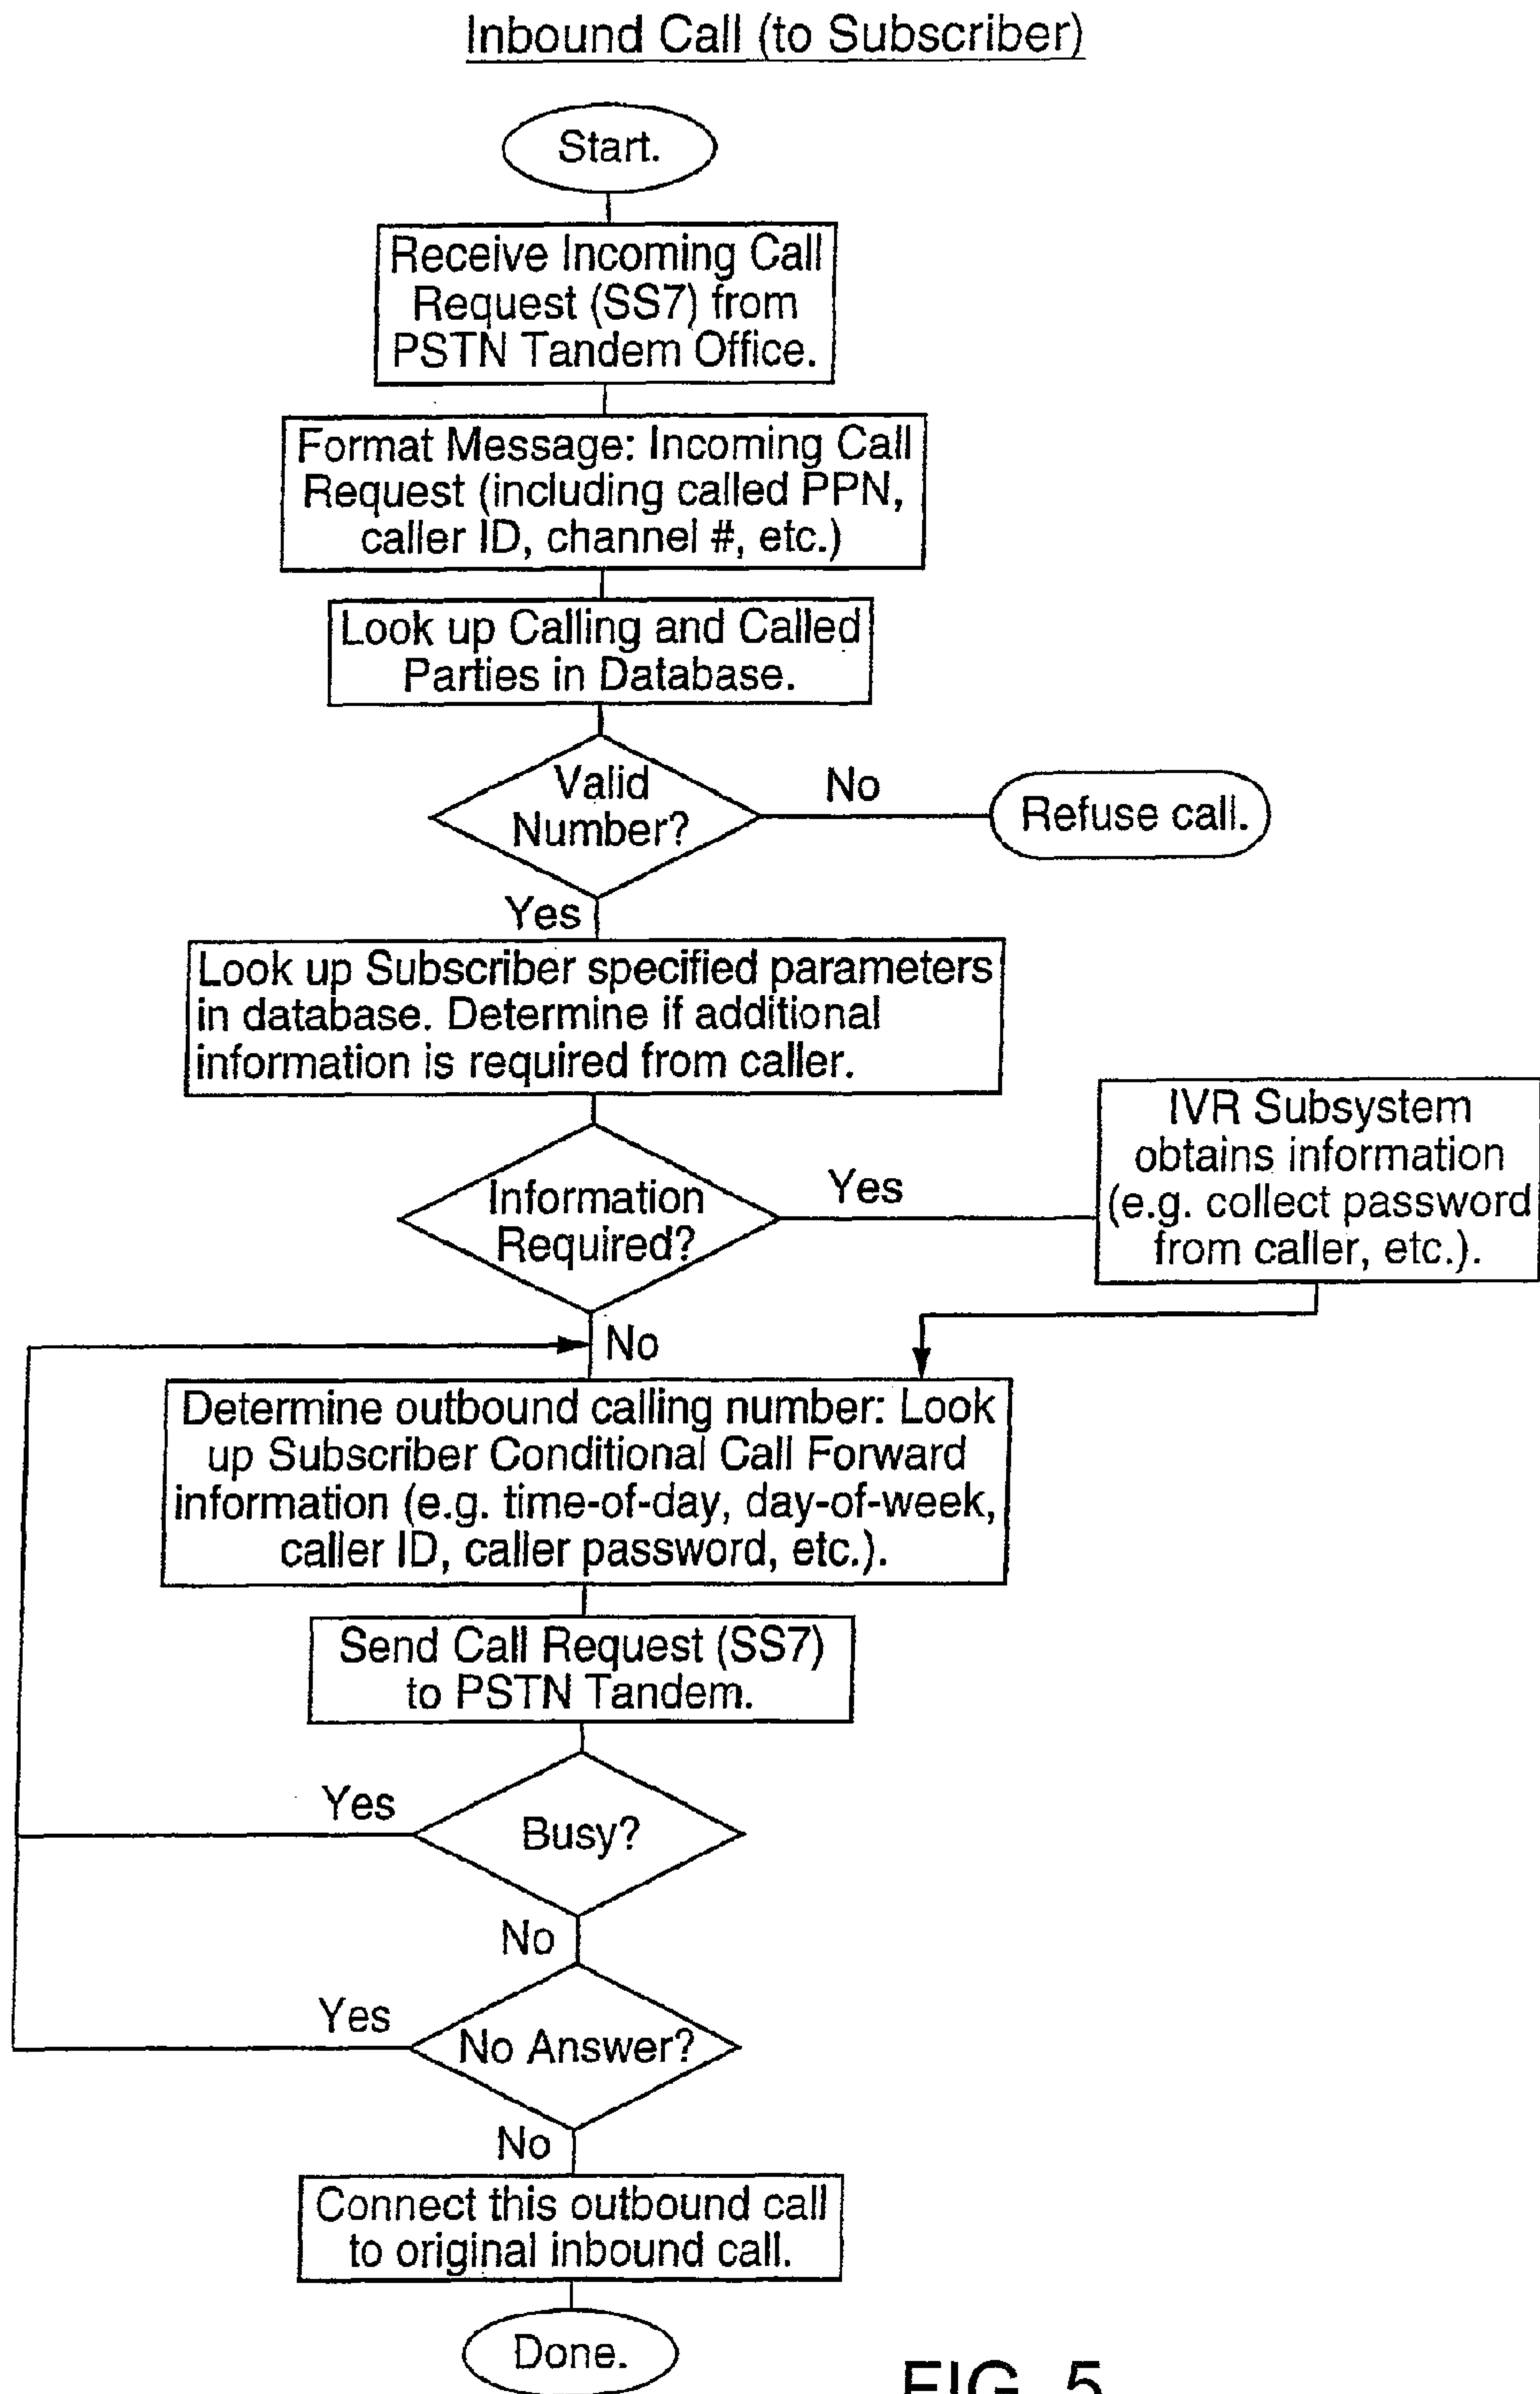 Inbound Call (to Subscriber)
Start.
Receive Incoming Call
Request (SS7) from
PSTN Tandem Office.
Format Message: Incoming Call
Request (including called PPN,
caller ID, channel #, etc.)
Look up Calling and Called
Parties in Database.
Valid
Number?
No
Refuse call.
Yes
Look up Subscriber specified parameters
in database. Determine if additional
information is required from caller.
Information
Required?
Yes
IVR Subsystem
obtains information
(e.g. collect password
from caller, etc.).
No
Determine outbound calling number: Look
up Subscriber Conditional Call Forward
information (e.g. time-of-day, day-of-week,
caller ID, caller password, etc.).
Send Call Request (SS7)
to PSTN Tandem.
Yes
Busy?
No
Yes
No Answer?
No
Connect this outbound call
to original inbound call.
Done.
FIG. 5